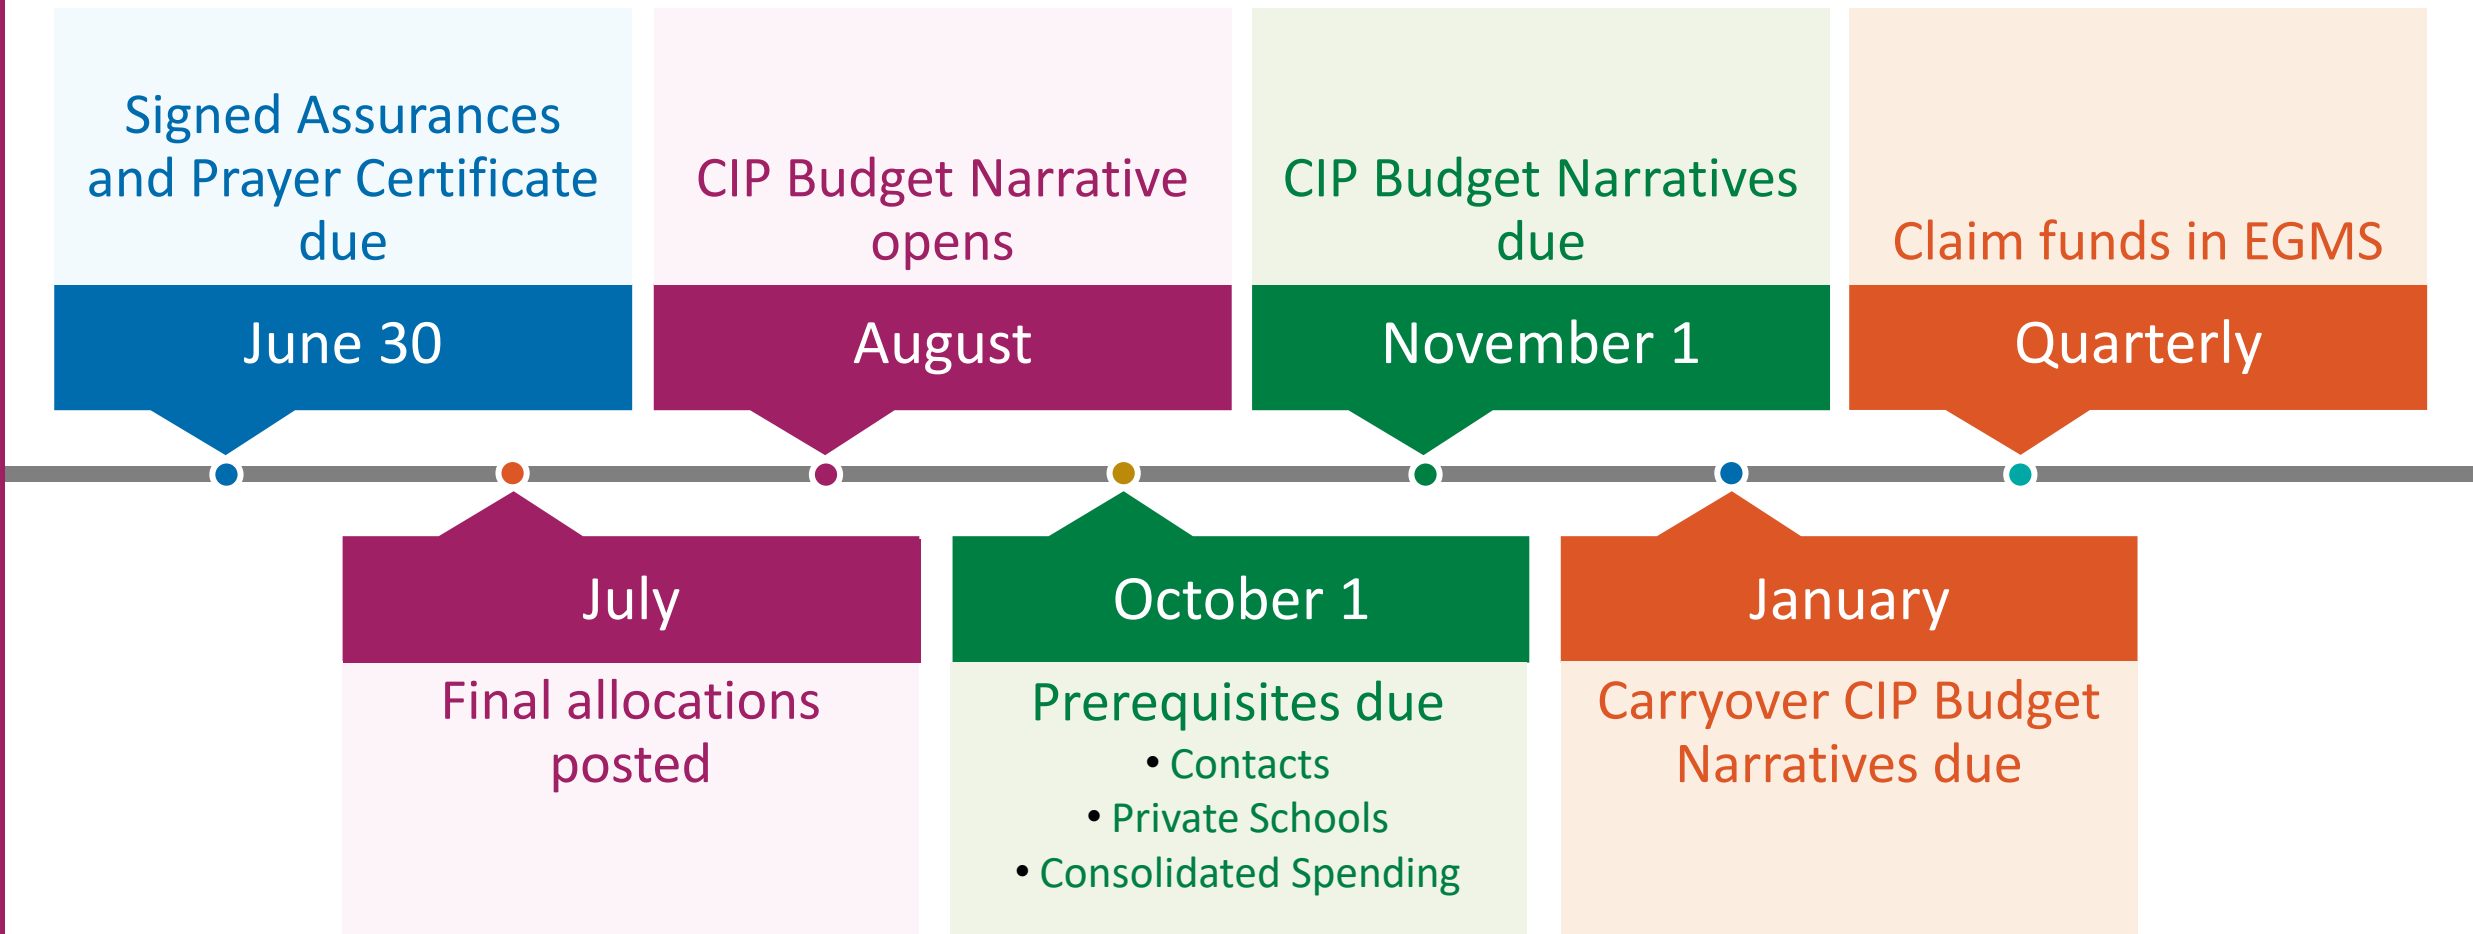 Signed Assurances
and Prayer Certificate
due
June 30
CIP Budget Narrative
opens
August
CIP Budget Narratives
due
November 1
Claim funds in EGMS
Quarterly
July
Final allocations
posted
October 1
Prerequisites due
• Contacts
• Private Schools
• Consolidated Spending
January
Carryover CIP Budget
Narratives due